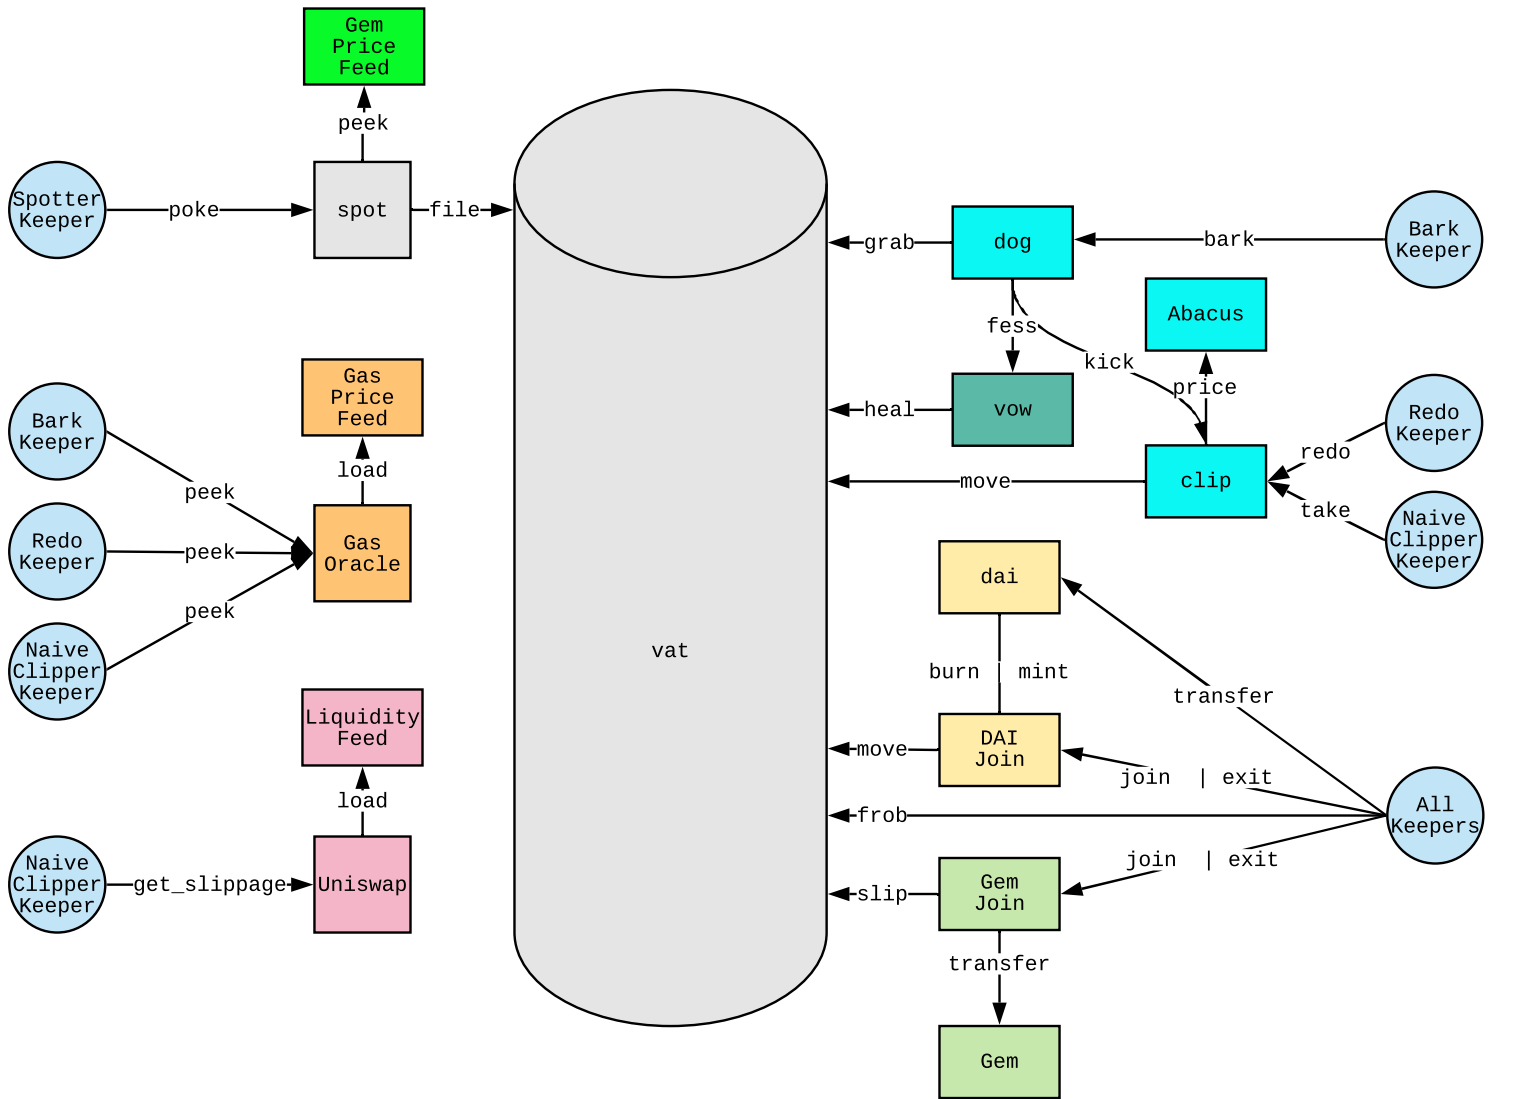 Gem
Price
Feed
peek
Spotter
Keeper
poke
spot
file
Bark
Keeper
Redo
Keeper
Naive
Clipper
Keeper
peek
peek
peek
Gas
Price
Feed
load
Gas
Oracle
Liquidity
Feed
load
Naive
Clipper
Keeper
get_slippage
Uniswap
vat
grab
dog
bark
Bark
Keeper
fess
kick
Abacus
price
heal
vow
move
clip
redo
Redo
Keeper
take
Naive
Clipper
Keeper
dai
burn | mint
transfer
move
DAI
Join
join | exit
frob
All
Keepers
join | exit
slip
Gem
Join
transfer
Gem